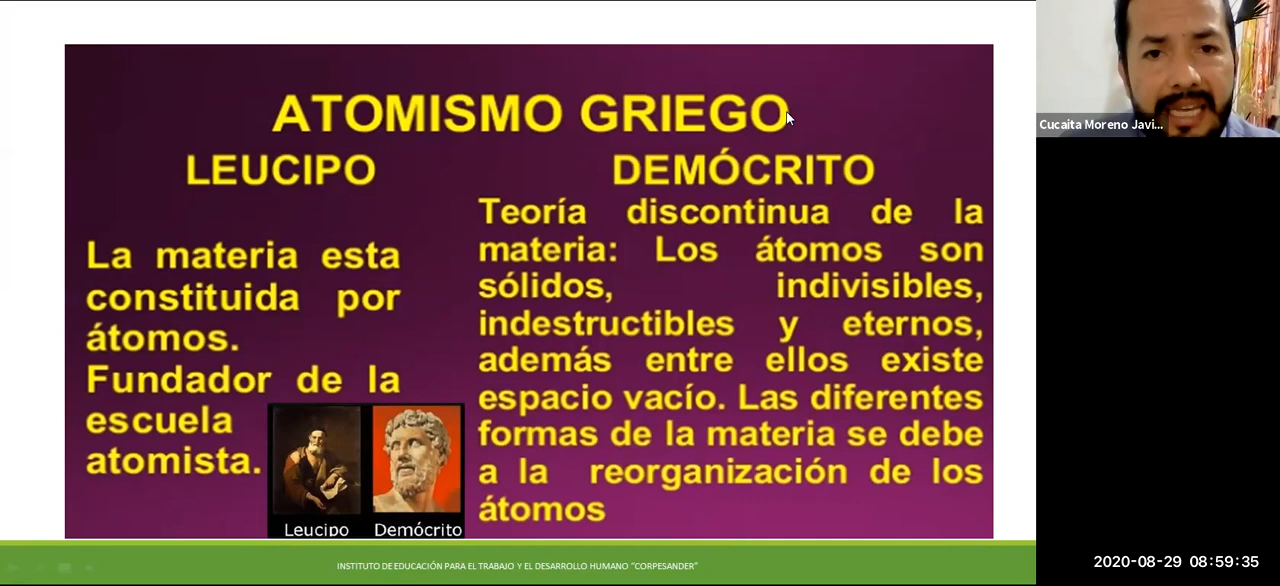 ATOMISMO GRIEGO
LEUCIPO
La materia esta
constituida por
átomos.
Fundador de la
escuela
atomista.
Leucipo
Demócrito
DEMÓCRITO
Teoría discontinua de la
materia: Los átomos son
sólidos, indivisibles,
indestructibles y eternos,
además entre ellos existe
espacio vacío. Las diferentes
formas de la materia se debe
a la reorganización de los
átomos
INSTITUTO DE EDUCACIÓN PARA EL TRABAJO Y EL DESARROLLO HUMANO "CORPESANDER"
Cucaita Moreno Javi...
2020-08-29 08:59:35